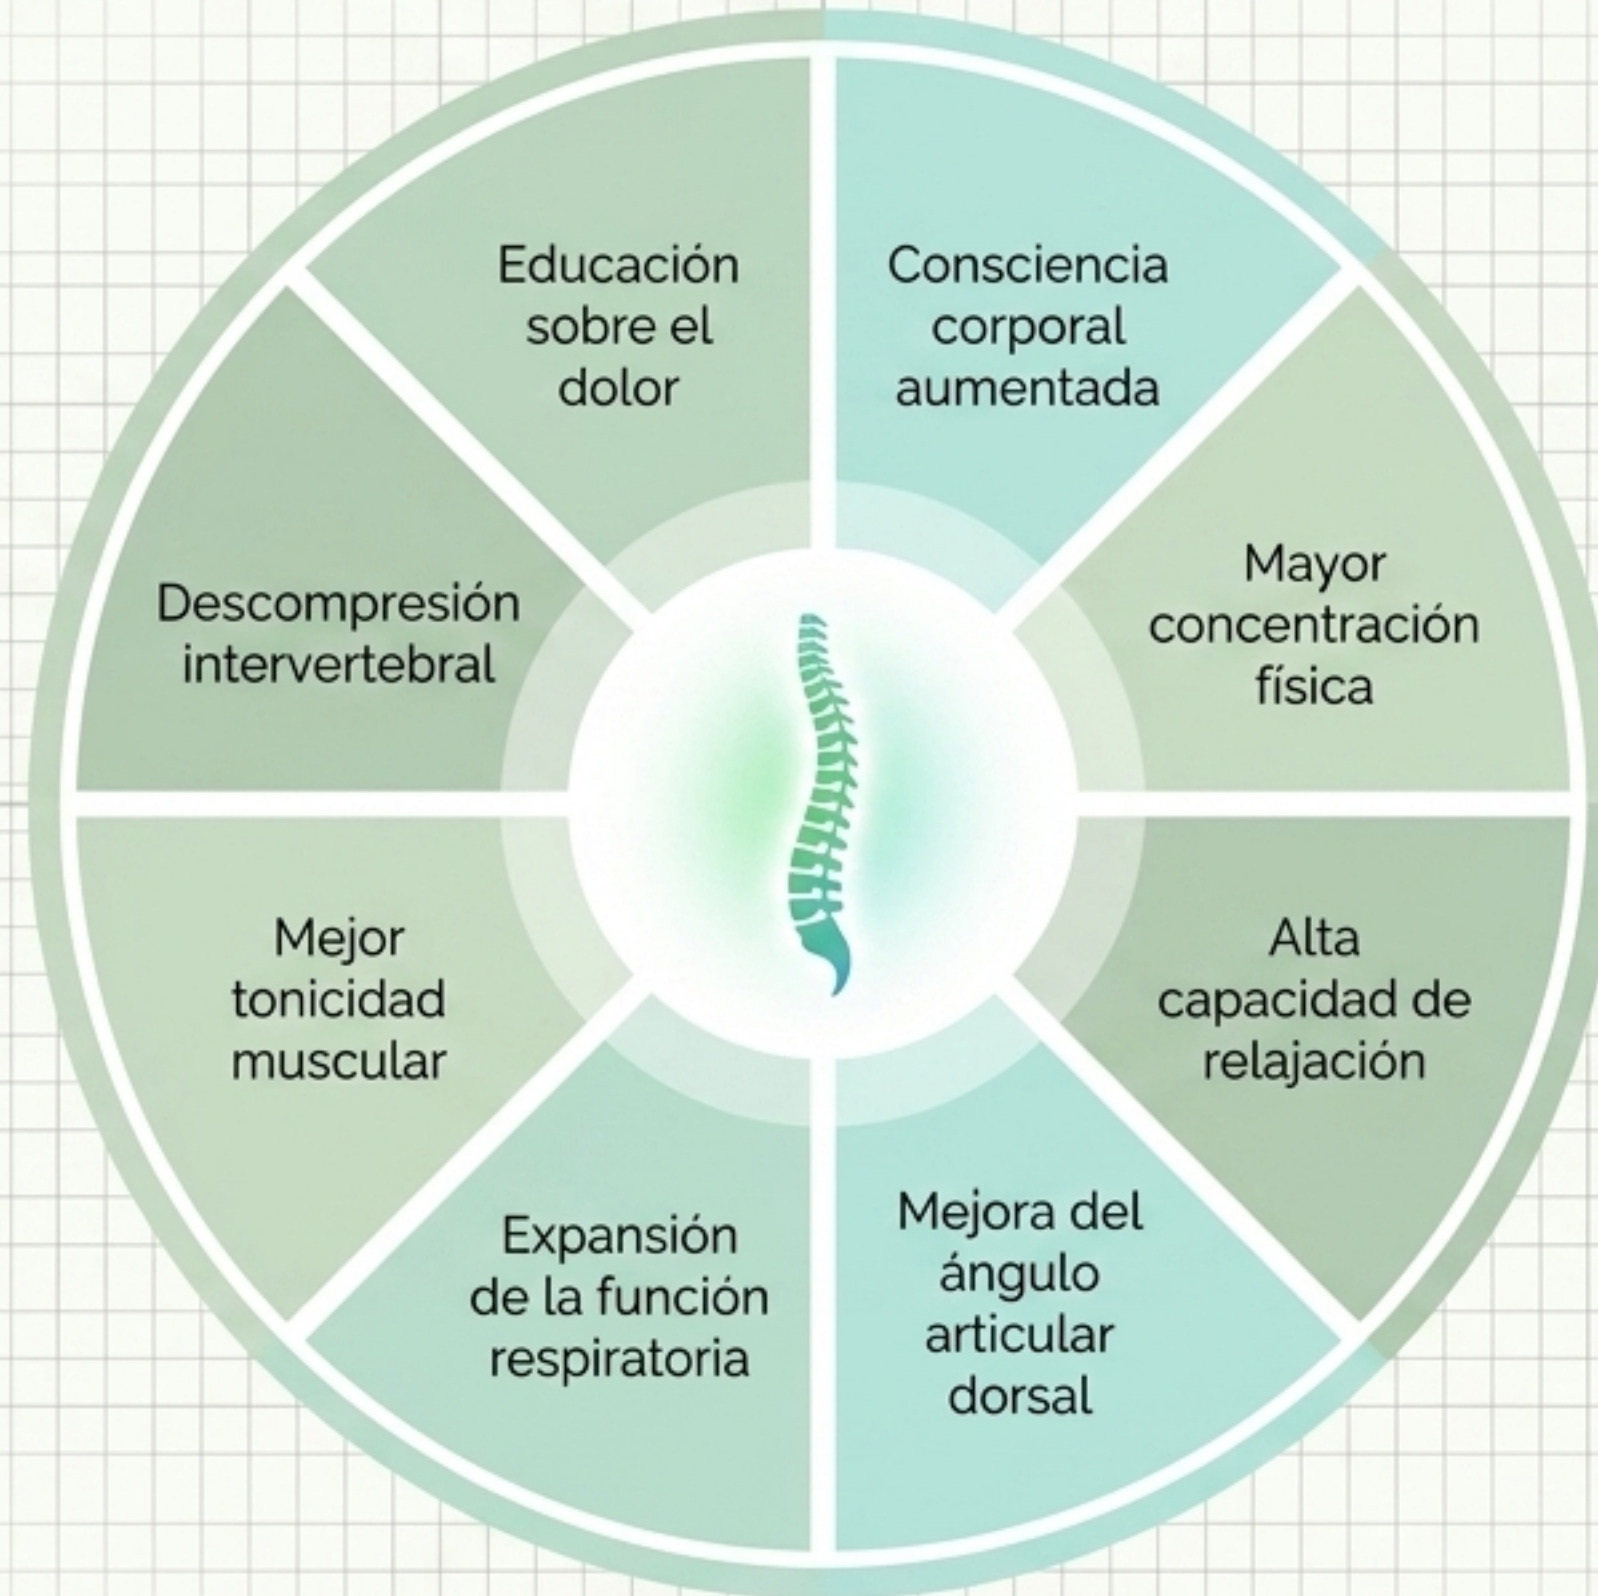 Educación
sobre el
dolor
Consciencia
corporal
aumentada
Mayor
concentración
física
Alta
capacidad de
relajación
Mejora del
ángulo
articular
dorsal
Expansión
de la función
respiratoria
Mejor
tonicidad
muscular
Descompresión
intervertebral